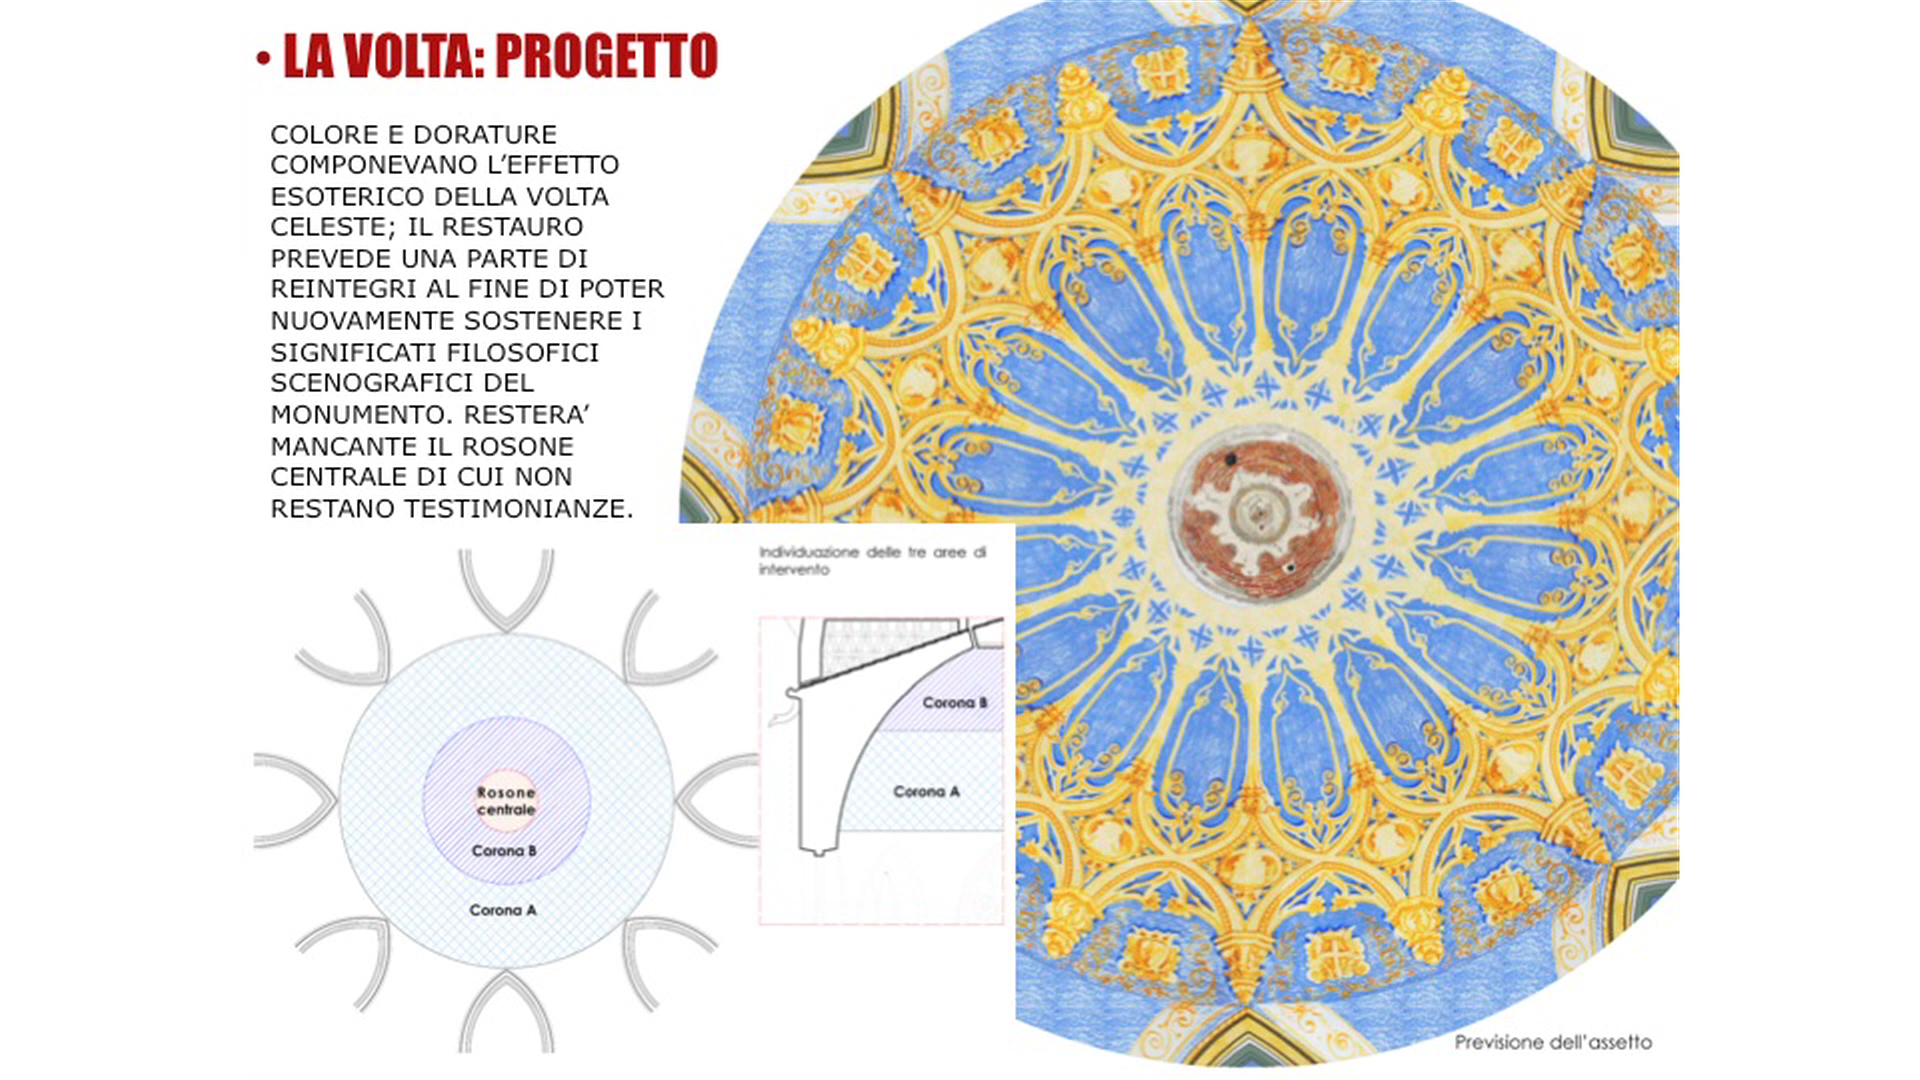 • LA VOLTA: PROGETTO
COLORE E DORATURE
COMPONEVANO L’EFFETTO
ESOTERICO DELLA VOLTA
CELESTE; IL RESTAURO
PREVEDE UNA PARTE DI
REINTEGRI AL FINE DI POTER
NUOVAMENTE SOSTENERE I
SIGNIFICATI FILOSOFICI
SCENOGRAFICI DEL
MONUMENTO. RESTERA’
MANCANTE IL ROSONE
CENTRALE DI CUI NON
RESTANO TESTIMONIANZE.
Individuazione delle tre aree di
intervento
Corona B
Corona A
Rosone
centrale
Corona B
Corona A
Previsione dell’assetto